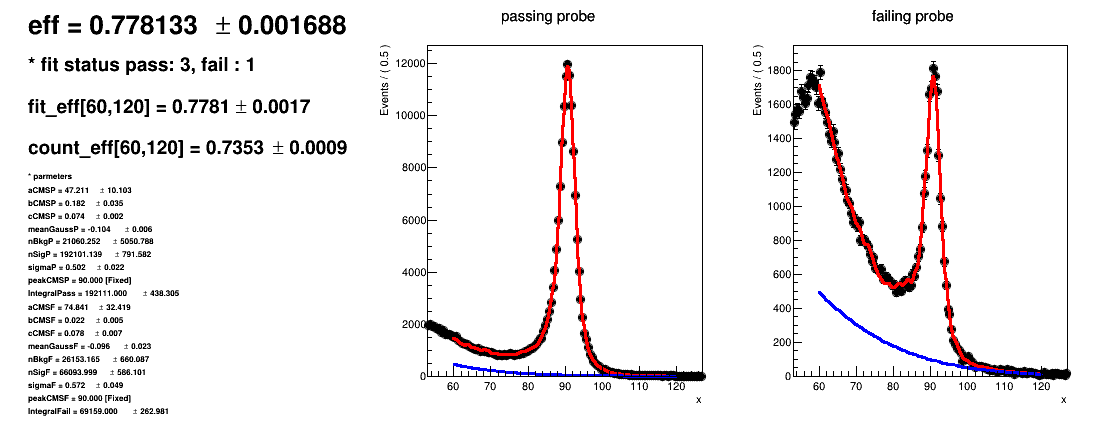 eff = 0.778133 ± 0.001688
* fit status pass: 3, fail : 1
fit_eff[60,120] = 0.7781 ± 0.0017
count_eff[60,120] = 0.7353 ± 0.0009
* parmeters
aCMSP = 47.211 ± 10.103
bCMSP = 0.182 ± 0.035
cCMSP = 0.074 ± 0.002
meanGaussP = -0.104 ± 0.006
nBkgP = 21060.252 ± 5050.788
nSigP = 192101.139 ± 791.582
sigmaP = 0.502 ± 0.022
peakCMSP = 90.000 [Fixed]
IntegralPass = 192111.000 ± 438.305
aCMSF = 74.841 ± 32.419
bCMSF = 0.022 ± 0.005
cCMSF = 0.078 ± 0.007
meanGaussF = -0.096 ± 0.023
nBkgF = 26153.165 ± 660.087
nSigF = 66093.999 ± 586.101
sigmaF = 0.572 ± 0.049
peakCMSF = 90.000 [Fixed]
IntegralFail = 69159.000 ± 262.981
passing probe
Events / ( 0.5 )
12000
10000
8000
6000
4000
2000
0
60 70 80 90 100 110 120
x
failing probe
Events / ( 0.5 )
1800
1600
1400
1200
1000
800
600
400
200
0
60 70 80 90 100 110 120
x